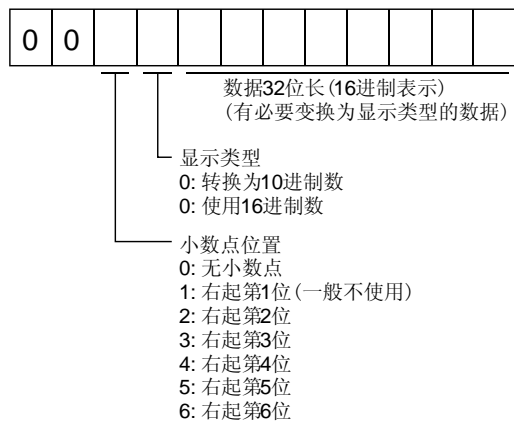 0 0
数据32位长(16进制表示)
(有必要变换为显示类型的数据)
显示类型
0: 转换为10进制数
0: 使用16进制数
小数点位置
0: 无小数点
1: 右起第1位(一般不使用)
2: 右起第2位
3: 右起第3位
4: 右起第4位
5: 右起第5位
6: 右起第6位